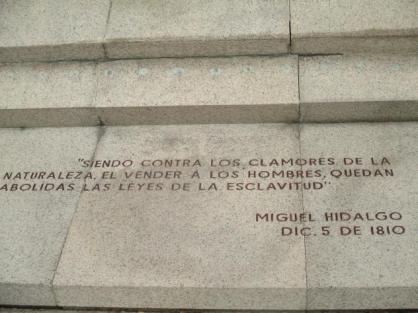 "SIENDO CONTRA LOS CLAMORES DE LA
NATURALEZA, EL VENDER A LOS HOMBRES, QUEDAN
ABOLIDAS LAS LEYES DE LA ESCLAVITUD".
MIGUEL HIDALGO
DIC. 5 DE 1810